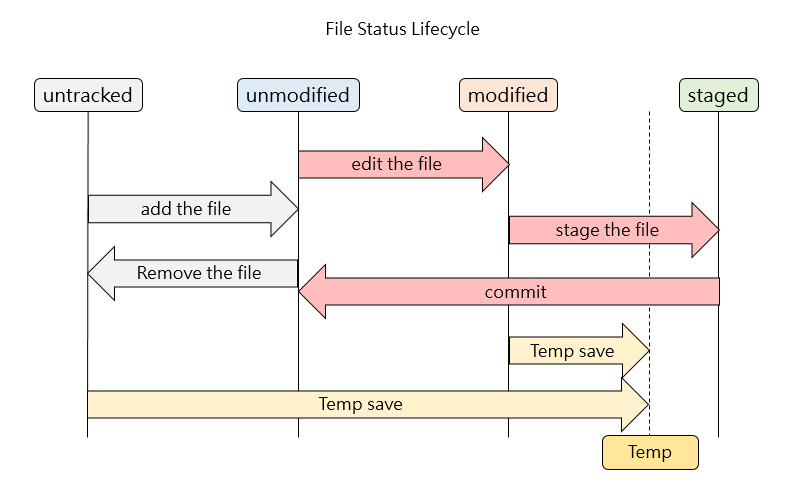 File Status Lifecycle
untracked
unmodified
modified
staged
edit the file
add the file
stage the file
Remove the file
commit
Temp save
Temp save
Temp